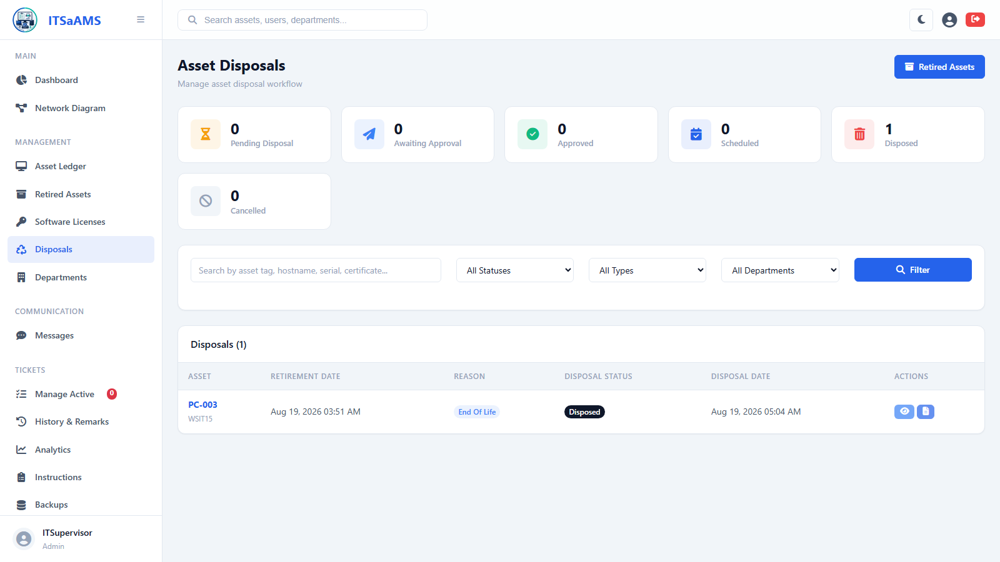 ITSaAMS
Search assets, users, departments...
MAIN
Dashboard
Network Diagram
MANAGEMENT
Asset Ledger
Retired Assets
Software Licenses
Disposals
Departments
COMMUNICATION
Messages
TICKETS
Manage Active 0
History & Remarks
Analytics
Instructions
Backups
ITSupervisor
Admin
Asset Disposals
Manage asset disposal workflow
Retired Assets
0
Pending Disposal
0
Awaiting Approval
0
Approved
0
Scheduled
1
Disposed
0
Cancelled
Search by asset tag, hostname, serial, certificate...
All Statuses
All Types
All Departments
Filter
Disposals (1)
ASSET RETIREMENT DATE REASON DISPOSAL STATUS DISPOSAL DATE ACTIONS
PC-003
WSIT15
Aug 19, 2026 03:51 AM
End Of Life
Disposed
Aug 19, 2026 05:04 AM